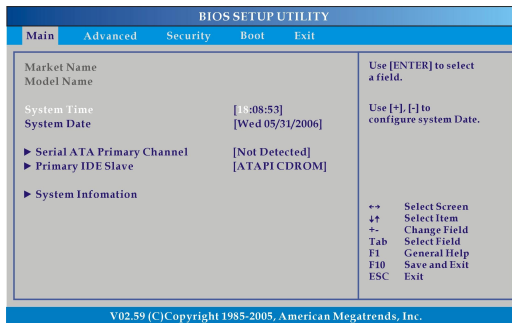 BIOS SETUP UTILITY
Main Advanced Security Boot Exit
Market Name
Model Name
System Time [18:08:53]
System Date [Wed 05/31/2006]
► Serial ATA Primary Channel [Not Detected]
► Primary IDE Slave [ATAPI CDROM]
► System Infomation
Use [ENTER] to select
a field.
Use [+], [-] to
configure system Date.
←→ Select Screen
↓↑ Select Item
+- Change Field
Tab Select Field
F1 General Help
F10 Save and Exit
ESC Exit
V02.59 (C)Copyright 1985-2005, American Megatrends, Inc.